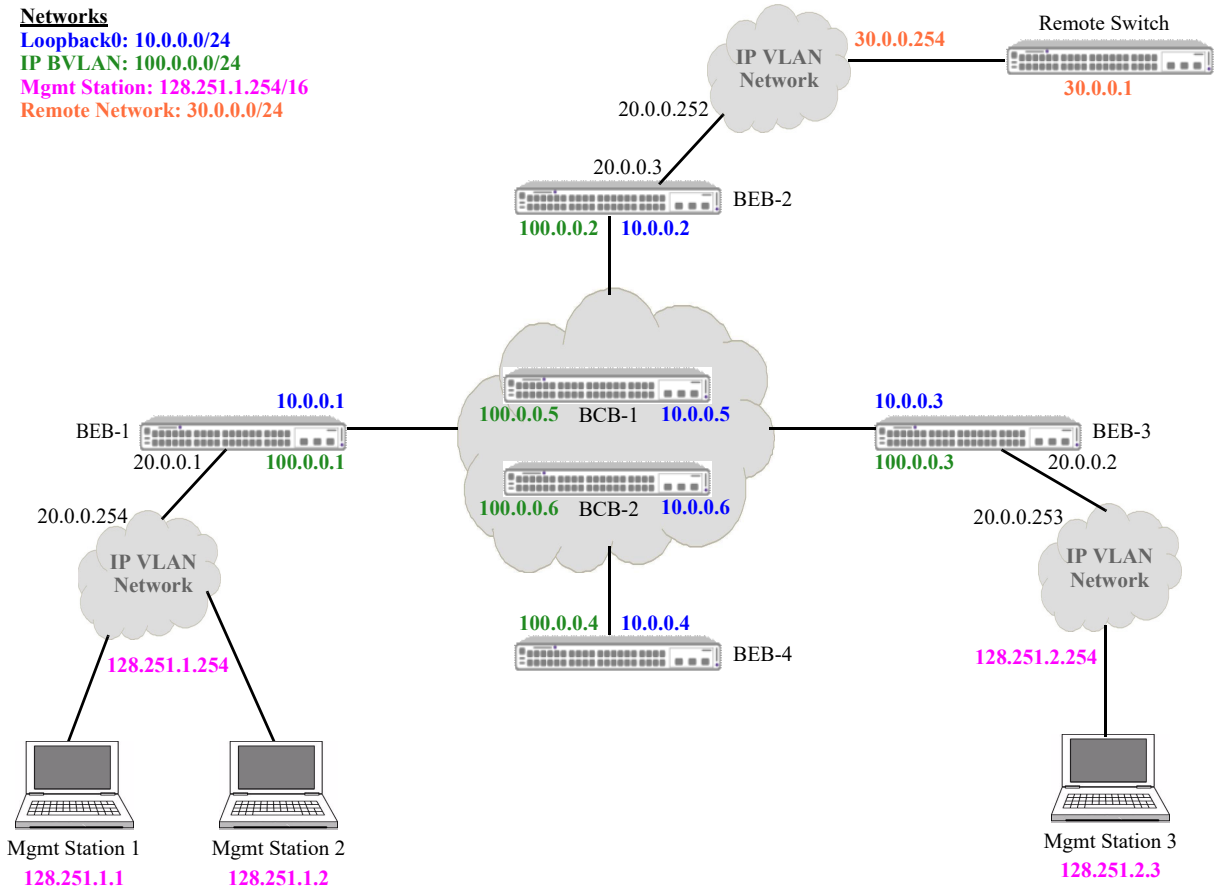 Networks
Loopback0: 10.0.0.0/24
IP BVLAN: 100.0.0.0/24
Mgmt Station: 128.251.1.254/16
Remote Network: 30.0.0.0/24
Remote Switch
30.0.0.254
IP VLAN
Network
30.0.0.1
20.0.0.252
20.0.0.3
BEB-2
100.0.0.2
10.0.0.2
10.0.0.1
100.0.0.5
BCB-1
10.0.0.5
10.0.0.3
BEB-1
BEB-3
20.0.0.1
100.0.0.1
100.0.0.3
20.0.0.2
100.0.0.6
BCB-2
10.0.0.6
20.0.0.254
20.0.0.253
IP VLAN
Network
IP VLAN
Network
100.0.0.4
10.0.0.4
BEB-4
128.251.1.254
128.251.2.254
Mgmt Station 1
128.251.1.1
Mgmt Station 2
128.251.1.2
Mgmt Station 3
128.251.2.3